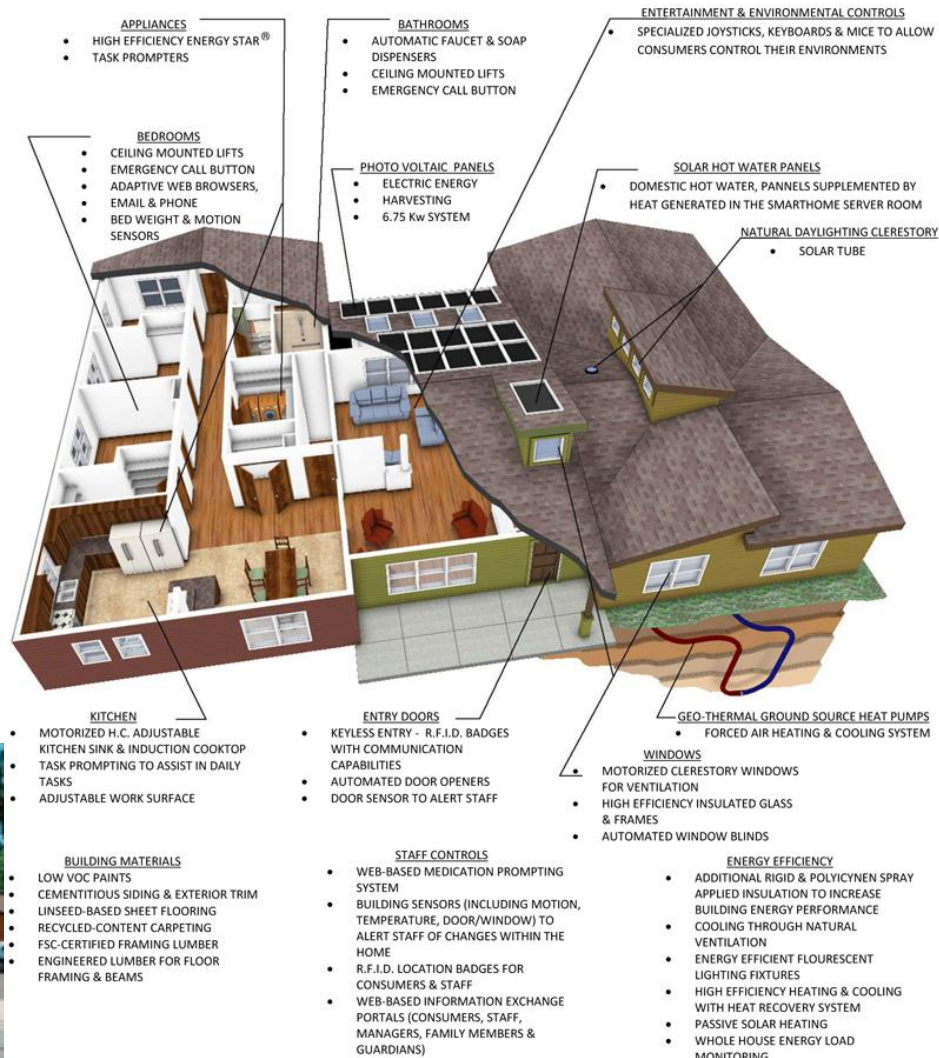 APPLIANCES
• HIGH EFFICIENCY ENERGY STAR®
• TASK PROMPTERS
BATHROOMS
• AUTOMATIC FAUCET & SOAP
DISPENSERS
• CEILING MOUNTED LIFTS
• EMERGENCY CALL BUTTON
ENTERTAINMENT & ENVIRONMENTAL CONTROLS
• SPECIALIZED JOYSTICKS, KEYBOARDS & MICE TO ALLOW
CONSUMERS CONTROL THEIR ENVIRONMENTS
BEDROOMS
• CEILING MOUNTED LIFTS
• EMERGENCY CALL BUTTON
• ADAPTIVE WEB BROWSERS,
• EMAIL & PHONE
• BED WEIGHT & MOTION
SENSORS
PHOTO VOLTAIC PANELS
• ELECTRIC ENERGY
• HARVESTING
• 6.75 Kw SYSTEM
SOLAR HOT WATER PANELS
• DOMESTIC HOT WATER, PANNELS SUPPLEMENTED BY
HEAT GENERATED IN THE SMARTHOME SERVER ROOM
NATURAL DAYLIGHTING CLERESTORY
• SOLAR TUBE
KITCHEN
• MOTORIZED H.C. ADJUSTABLE
KITCHEN SINK & INDUCTION COOKTOP
• TASK PROMPTING TO ASSIST IN DAILY
TASKS
• ADJUSTABLE WORK SURFACE
ENTRY DOORS
• KEYLESS ENTRY - R.F.I.D. BADGES
WITH COMMUNICATION
CAPABILITIES
• AUTOMATED DOOR OPENERS
• DOOR SENSOR TO ALERT STAFF
GEO-THERMAL GROUND SOURCE HEAT PUMPS
• FORCED AIR HEATING & COOLING SYSTEM
WINDOWS
• MOTORIZED CLERESTORY WINDOWS
FOR VENTILATION
• HIGH EFFICIENCY INSULATED GLASS
& FRAMES
• AUTOMATED WINDOW BLINDS
BUILDING MATERIALS
• LOW VOC PAINTS
• CEMENTITIOUS SIDING & EXTERIOR TRIM
• LINSEED-BASED SHEET FLOORING
• RECYCLED-CONTENT CARPETING
• FSC-CERTIFIED FRAMING LUMBER
• ENGINEERED LUMBER FOR FLOOR
FRAMING & BEAMS
STAFF CONTROLS
• WEB-BASED MEDICATION PROMPTING
SYSTEM
• BUILDING SENSORS (INCLUDING MOTION,
TEMPERATURE, DOOR/WINDOW) TO
ALERT STAFF OF CHANGES WITHIN THE
HOME
• R.F.I.D. LOCATION BADGES FOR
CONSUMERS & STAFF
• WEB-BASED INFORMATION EXCHANGE
PORTALS (CONSUMERS, STAFF,
MANAGERS, FAMILY MEMBERS &
GUARDIANS)
ENERGY EFFICIENCY
• ADDITIONAL RIGID & POLYICYNEN SPRAY
APPLIED INSULATION TO INCREASE
BUILDING ENERGY PERFORMANCE
• COOLING THROUGH NATURAL
VENTILATION
• ENERGY EFFICIENT FLOURESCENT
LIGHTING FIXTURES
• HIGH EFFICIENCY HEATING & COOLING
WITH HEAT RECOVERY SYSTEM
• PASSIVE SOLAR HEATING
• WHOLE HOUSE ENERGY LOAD
MONITORING